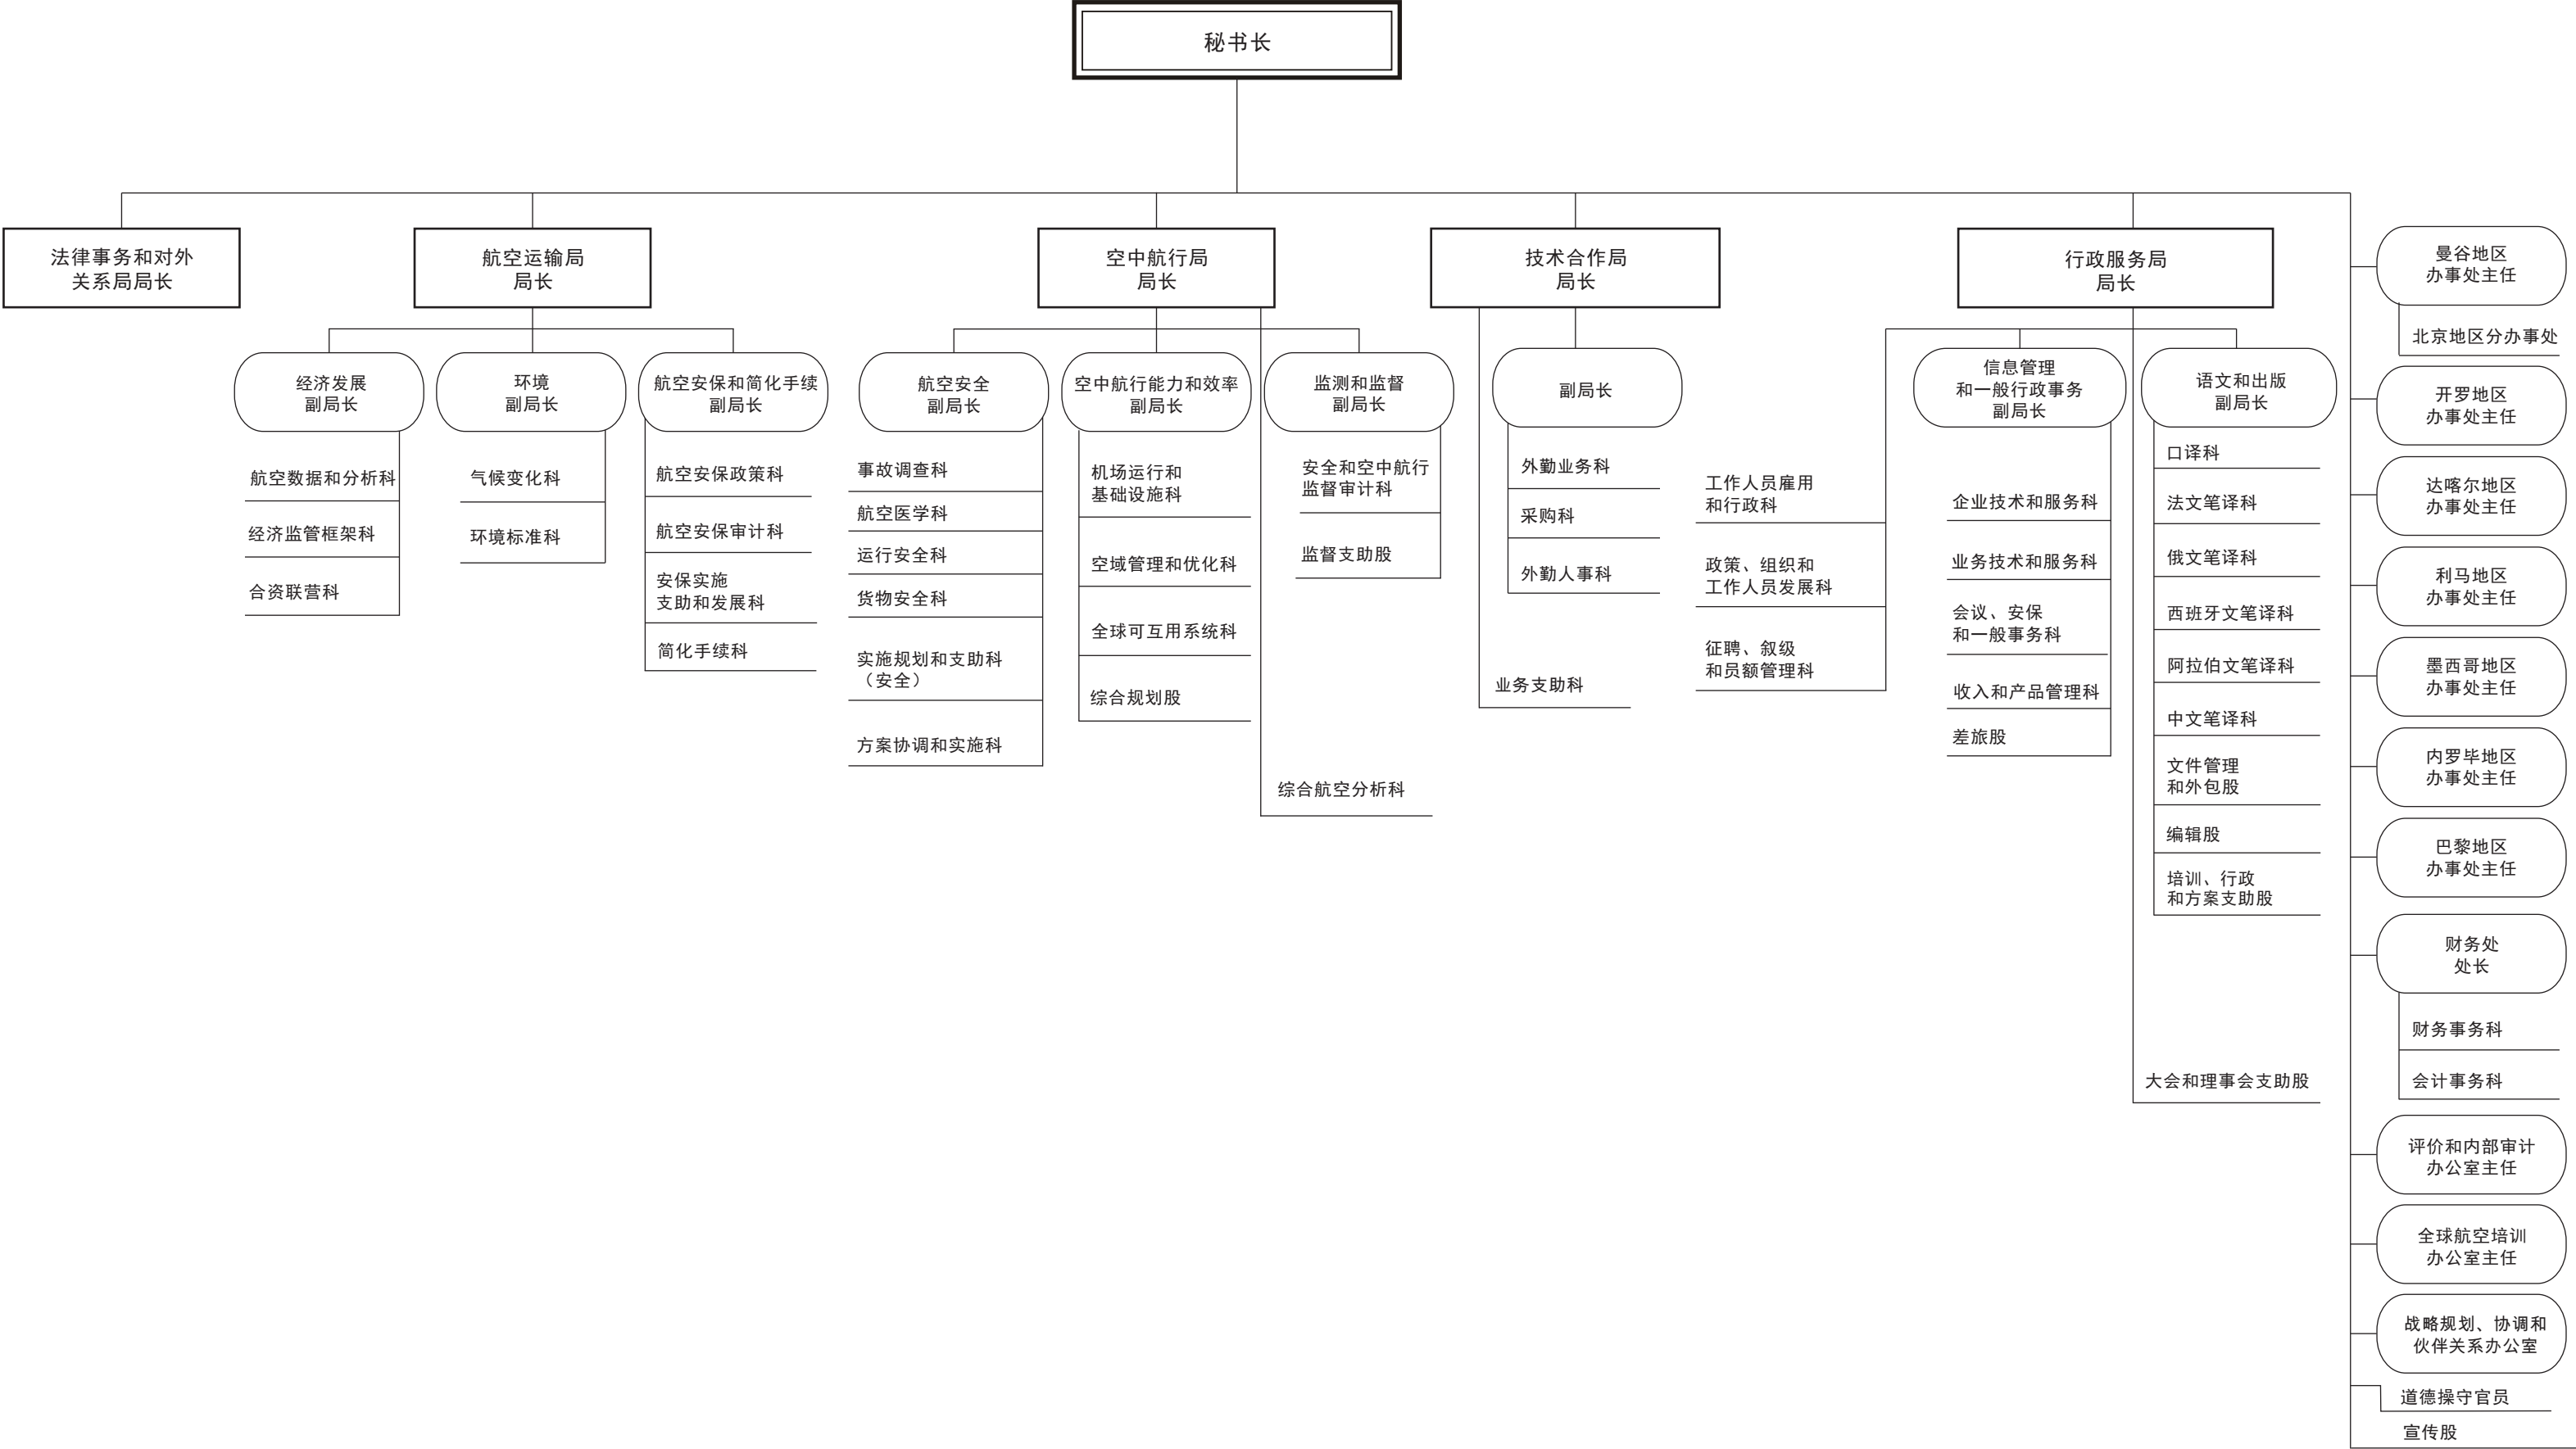 秘书长
法律事务和对外
关系局局长
航空运输局
局长
经济发展
副局长
航空数据和分析科
经济监管框架科
合资联营科
环境
副局长
气候变化科
环境标准科
航空安保和简化手续
副局长
航空安保政策科
航空安保审计科
安保实施
支助和发展科
简化手续科
空中航行局
局长
航空安全
副局长
事故调查科
航空医学科
运行安全科
货物安全科
实施规划和支助科
（安全）
方案协调和实施科
空中航行能力和效率
副局长
机场运行和
基础设施科
空域管理和优化科
全球可互用系统科
综合规划股
监测和监督
副局长
安全和空中航行
监督审计科
监督支助股
综合航空分析科
技术合作局
局长
副局长
外勤业务科
采购科
外勤人事科
业务支助科
行政服务局
局长
工作人员雇用
和行政科
政策、组织和
工作人员发展科
征聘、叙级
和员额管理科
信息管理
和一般行政事务
副局长
企业技术和服务科
业务技术和服务科
会议、安保
和一般事务科
收入和产品管理科
差旅股
语文和出版
副局长
口译科
法文笔译科
俄文笔译科
西班牙文笔译科
阿拉伯文笔译科
中文笔译科
文件管理
和外包股
编辑股
培训、行政
和方案支助股
大会和理事会支助股
曼谷地区
办事处主任
北京地区分办事处
开罗地区
办事处主任
达喀尔地区
办事处主任
利马地区
办事处主任
墨西哥地区
办事处主任
内罗毕地区
办事处主任
巴黎地区
办事处主任
财务处
处长
财务事务科
会计事务科
评价和内部审计
办公室主任
全球航空培训
办公室主任
战略规划、协调和
伙伴关系办公室
道德操守官员
宣传股